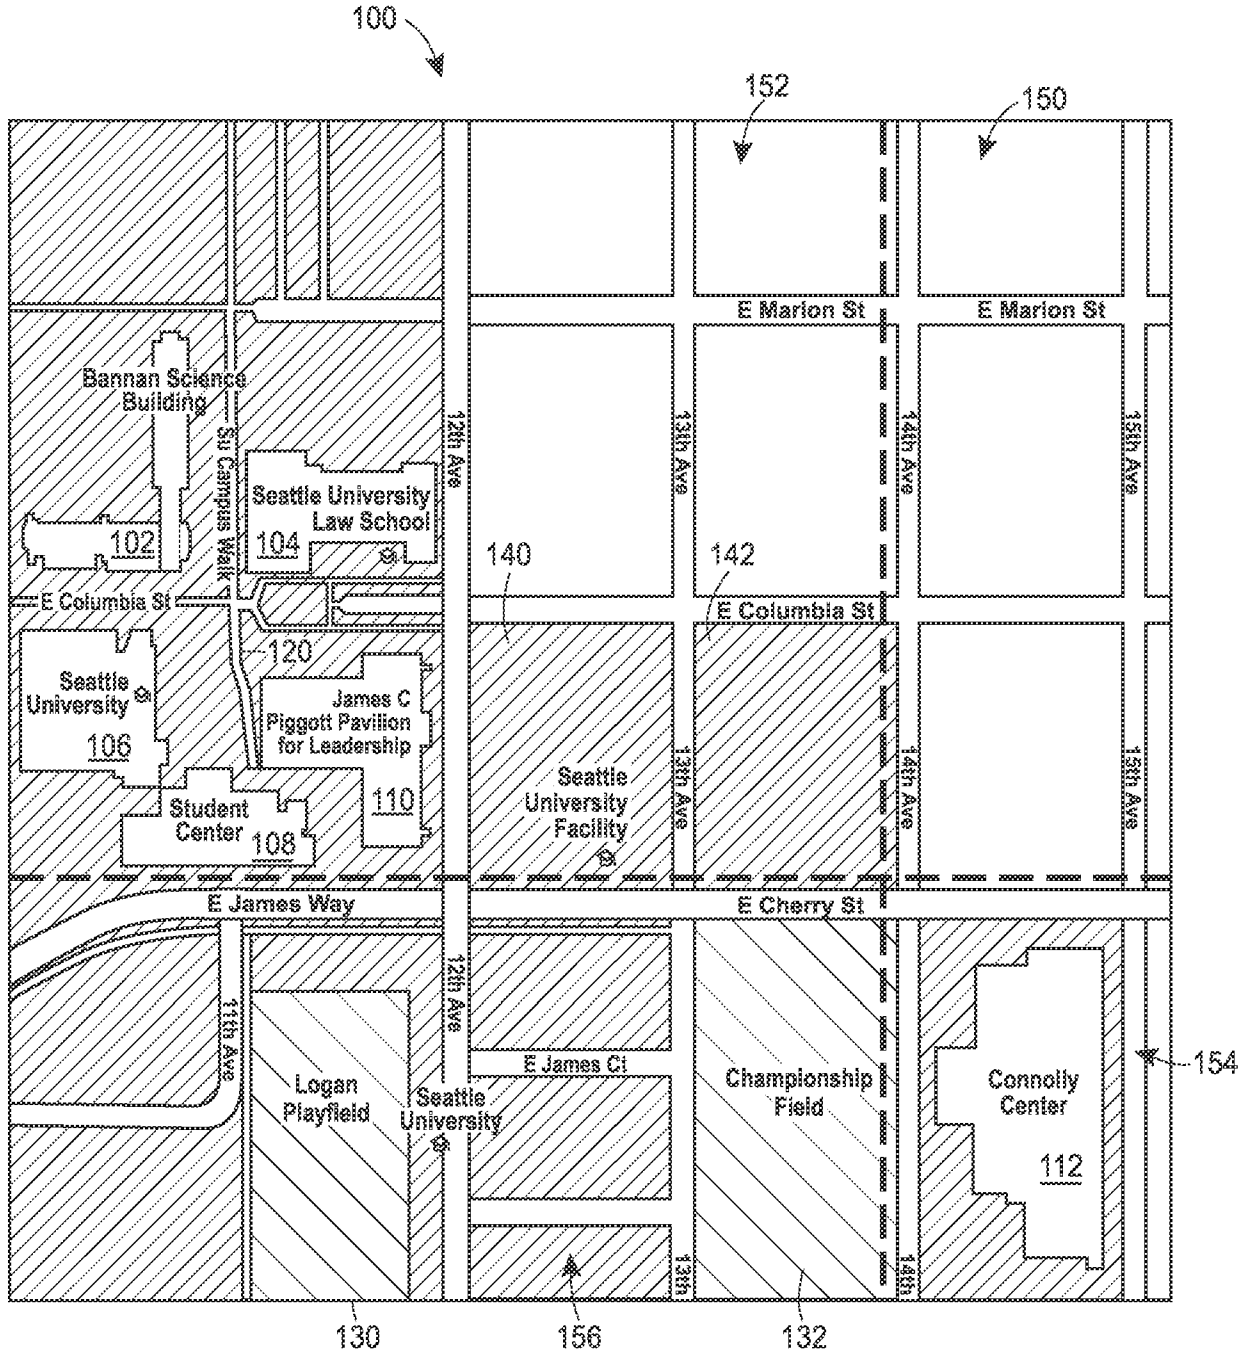 100
152
150
E Marion St
E Marion St
Bannan Science
Building
Su Campus Walk
12th Ave
13th Ave
14th Ave
15th Ave
Seattle University
Law School
102
104
140
142
E Columbia St
E Columbia St
120
Seattle
University
106
James C
Piggott Pavilion
for Leadership
110
Student
Center
108
Seattle
University
Facility
13th Ave
14th Ave
15th Ave
E James Way
E Cherry St
11th Ave
12th Ave
E James Ct
Logan
Playfield
Seattle
University
Championship
Field
Connolly
Center
112
154
13th
14th
130
156
132